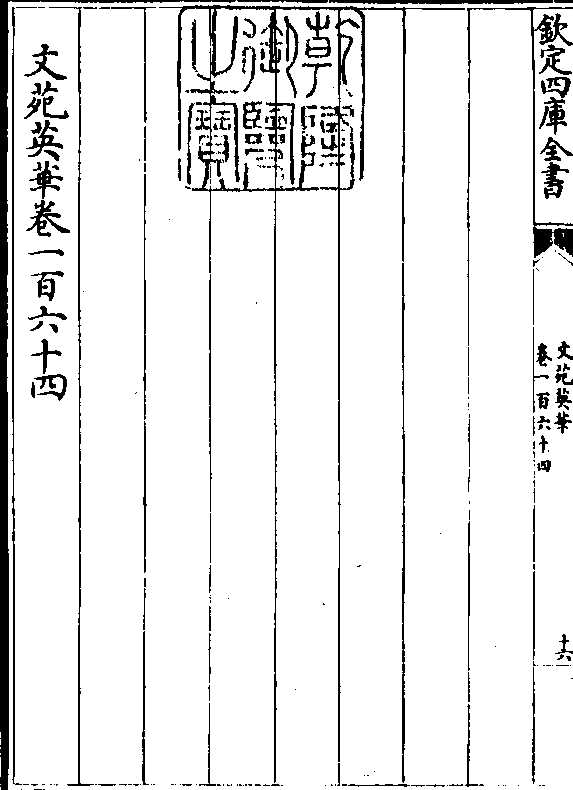 欽定四庫全書
文苑英華
卷一百六十四
十六
乾隆御覽之寶
文苑英華卷一百六十四